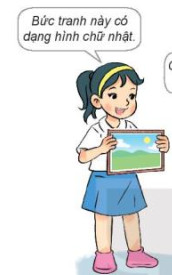 Bức tranh này có
dạng hình chữ nhật.